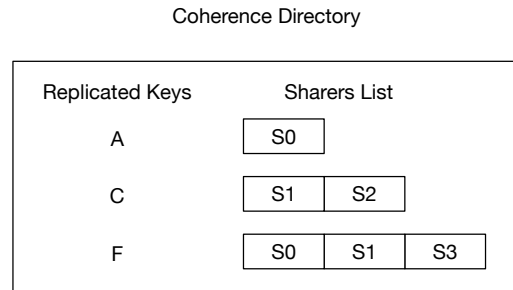 Coherence Directory
Replicated Keys Sharers List
A S0
C S1 S2
F S0 S1 S3